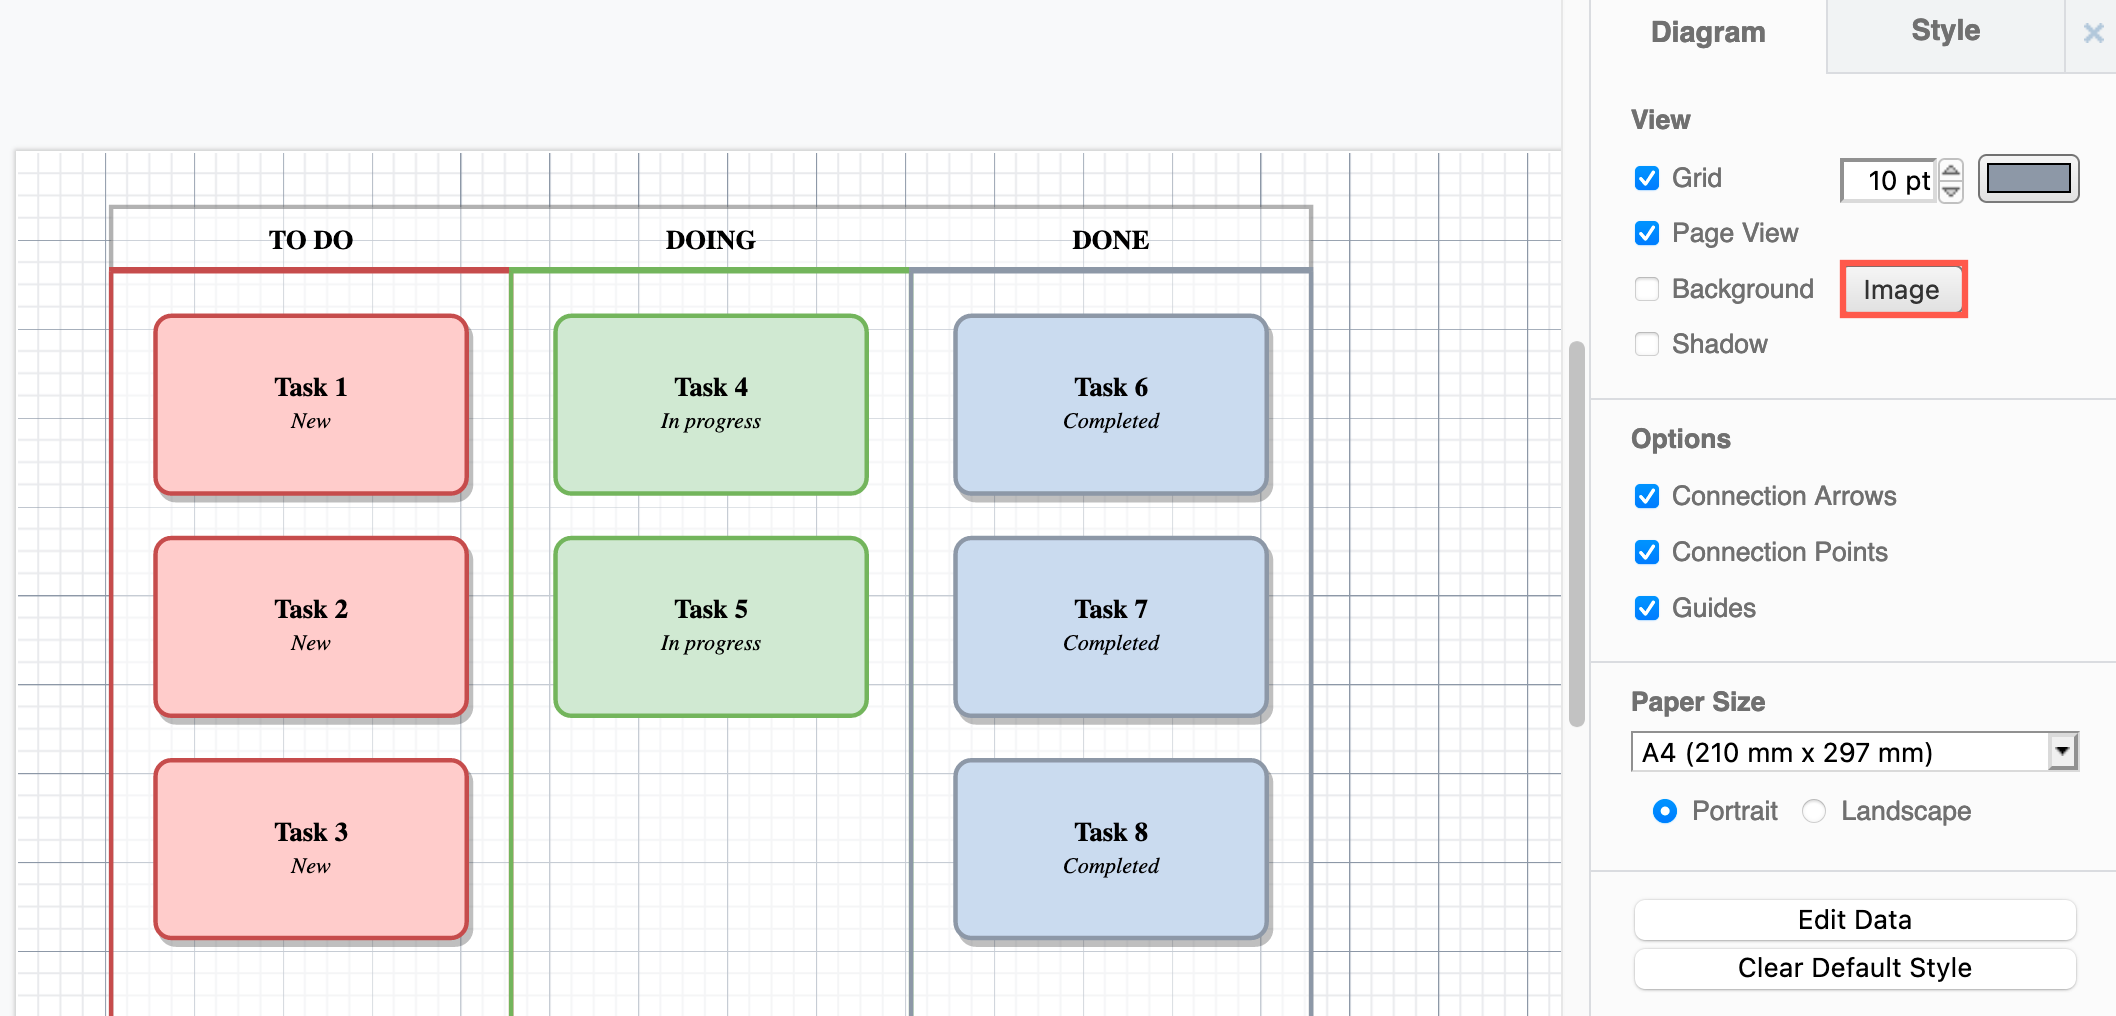 TO DO
DOING
DONE
Task 1
New
Task 4
In progress
Task 6
Completed
Task 2
New
Task 5
In progress
Task 7
Completed
Task 3
New
Task 8
Completed
Diagram
Style
View
Grid
10 pt
Page View
Background
Image
Shadow
Options
Connection Arrows
Connection Points
Guides
Paper Size
A4 (210 mm x 297 mm)
Portrait
Landscape
Edit Data
Clear Default Style